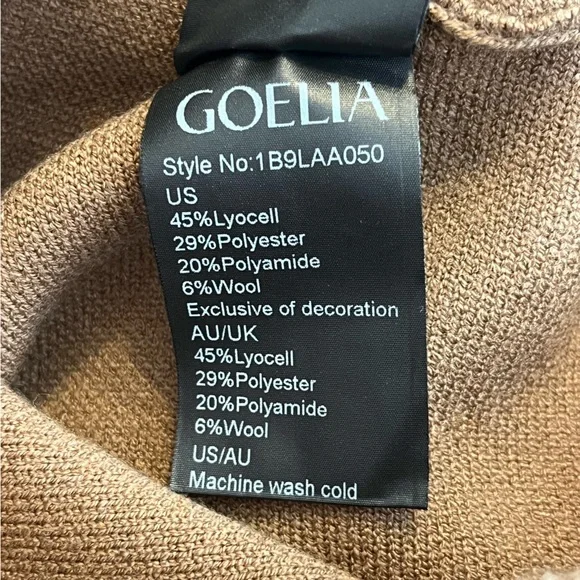 GOELIA
Style No:1B9LAA050
US
45%Lyocell
29%Polyester
20%Polyamide
6%Wool
Exclusive of decoration
AU/UK
45%Lyocell
29%Polyester
20%Polyamide
6%Wool
US/AU
Machine wash cold